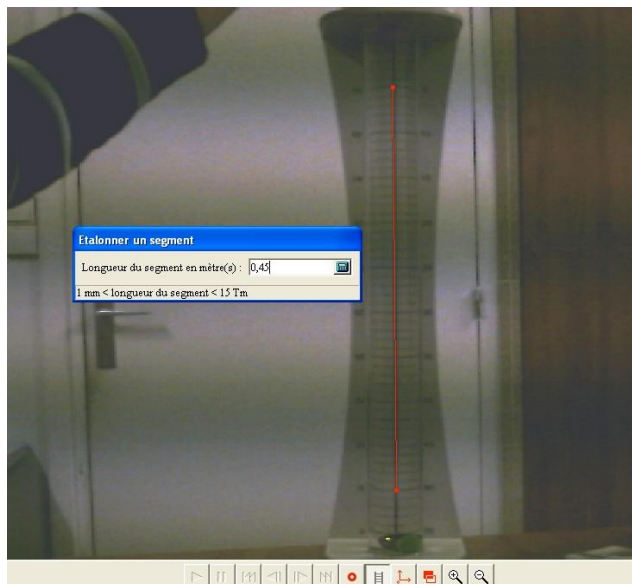 Etalonner un segment
Longueur du segment en mètre(s) : 0,45
1 mm < longueur du segment < 15 Tm